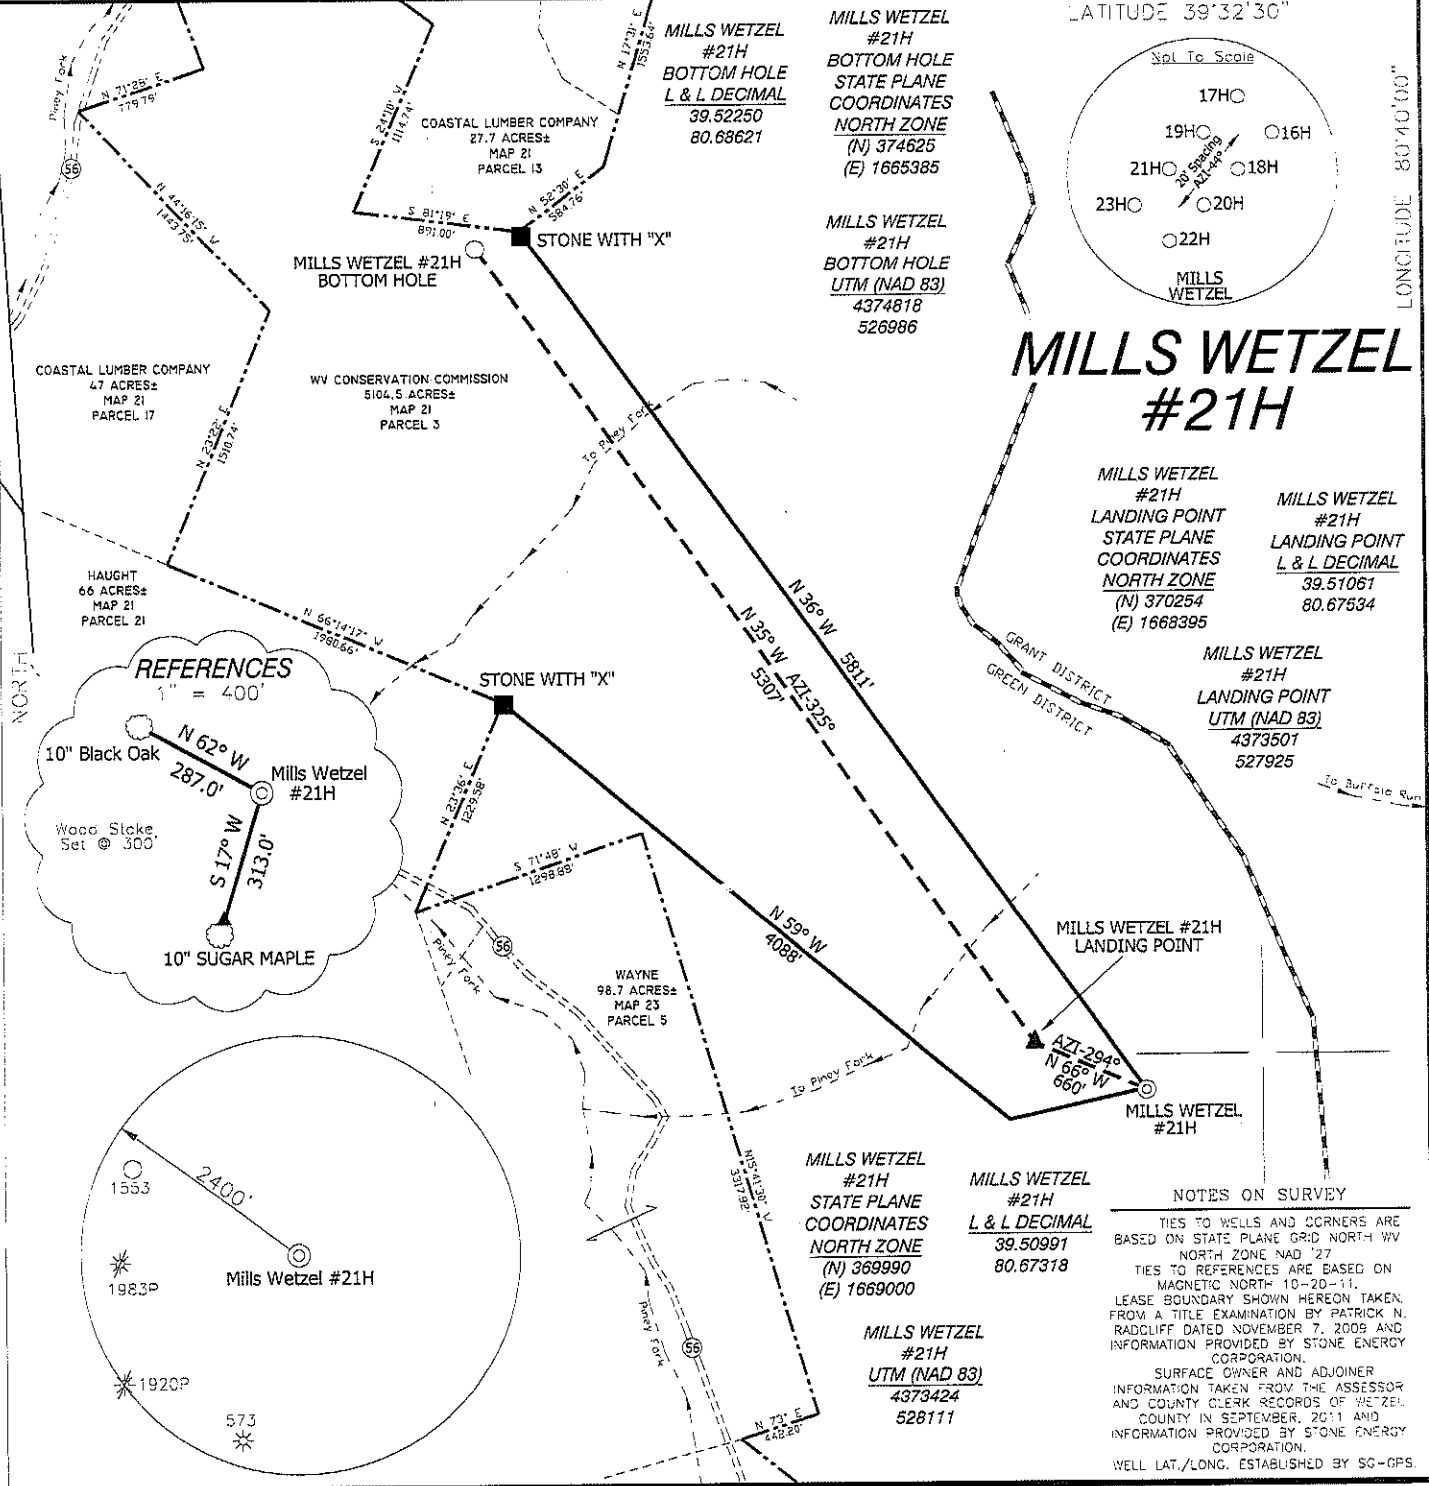 LATITUDE 39°32'30"
LONGITUDE 80°40'00"
MILLS WETZEL
#21H
BOTTOM HOLE
L & L DECIMAL
39.52250
80.68621
MILLS WETZEL
#21H
BOTTOM HOLE
STATE PLANE
COORDINATES
NORTH ZONE
(N) 374625
(E) 1665385
MILLS WETZEL
#21H
BOTTOM HOLE
UTM (NAD 83)
4374818
526986
Not To Scale
17H
19H
16H
21H
18H
23H
20H
22H
20' Spacing
AZI-44°
MILLS
WETZEL
MILLS WETZEL
#21H
Piney Fork
56
N 71°28' E
779.79'
S 24°10' W
1114.74'
N 17°31' E
1553.64'
COASTAL LUMBER COMPANY
27.7 ACRES±
MAP 21
PARCEL 13
N 44°16'15" W
1443.75'
S 81°19' E
891.00'
N 52°30' E
584.76'
STONE WITH "X"
MILLS WETZEL #21H
BOTTOM HOLE
COASTAL LUMBER COMPANY
47 ACRES±
MAP 21
PARCEL 17
WV CONSERVATION COMMISSION
5104.5 ACRES±
MAP 21
PARCEL 3
N 23°22' E
1510.74'
To Piney Fork
HAUGHT
66 ACRES±
MAP 21
PARCEL 21
N 66°14'17" W
1980.66'
NORTH
MILLS WETZEL
#21H
LANDING POINT
STATE PLANE
COORDINATES
NORTH ZONE
(N) 370254
(E) 1668395
MILLS WETZEL
#21H
LANDING POINT
L & L DECIMAL
39.51061
80.67534
MILLS WETZEL
#21H
LANDING POINT
UTM (NAD 83)
4373501
527925
GRANT DISTRICT
GREEN DISTRICT
To Buffalo Run
N 36° W
5811'
N 35° W AZI-325°
5307'
REFERENCES
1" = 400'
10" Black Oak
N 62° W
287.0'
Mills Wetzel
#21H
Wood Stake
Set @ 300'
S 17° W
313.0'
10" SUGAR MAPLE
STONE WITH "X"
N 23°36' E
1229.58'
S 71°48' W
1298.88'
N 59° W
4088'
56
Piney Fork
WAYNE
98.7 ACRES±
MAP 23
PARCEL 5
MILLS WETZEL #21H
LANDING POINT
AZI-294°
N 66° W
660'
MILLS WETZEL
#21H
To Piney Fork
N15°41'30" W
3317.92'
2400'
1553
1983P
Mills Wetzel #21H
1920P
573
Piney Fork
56
N 73° E
442.20'
MILLS WETZEL
#21H
STATE PLANE
COORDINATES
NORTH ZONE
(N) 369990
(E) 1669000
MILLS WETZEL
#21H
L & L DECIMAL
39.50991
80.67318
MILLS WETZEL
#21H
UTM (NAD 83)
4373424
528111
NOTES ON SURVEY
TIES TO WELLS AND CORNERS ARE
BASED ON STATE PLANE GRID NORTH WV
NORTH ZONE NAD '27
TIES TO REFERENCES ARE BASED ON
MAGNETIC NORTH 10-20-11.
LEASE BOUNDARY SHOWN HEREON TAKEN
FROM A TITLE EXAMINATION BY PATRICK N.
RADCLIFF DATED NOVEMBER 7, 2009 AND
INFORMATION PROVIDED BY STONE ENERGY
CORPORATION.
SURFACE OWNER AND ADJOINER
INFORMATION TAKEN FROM THE ASSESSOR
AND COUNTY CLERK RECORDS OF WETZEL
COUNTY IN SEPTEMBER, 2011 AND
INFORMATION PROVIDED BY STONE ENERGY
CORPORATION.
WELL LAT./LONG. ESTABLISHED BY SG-GPS.